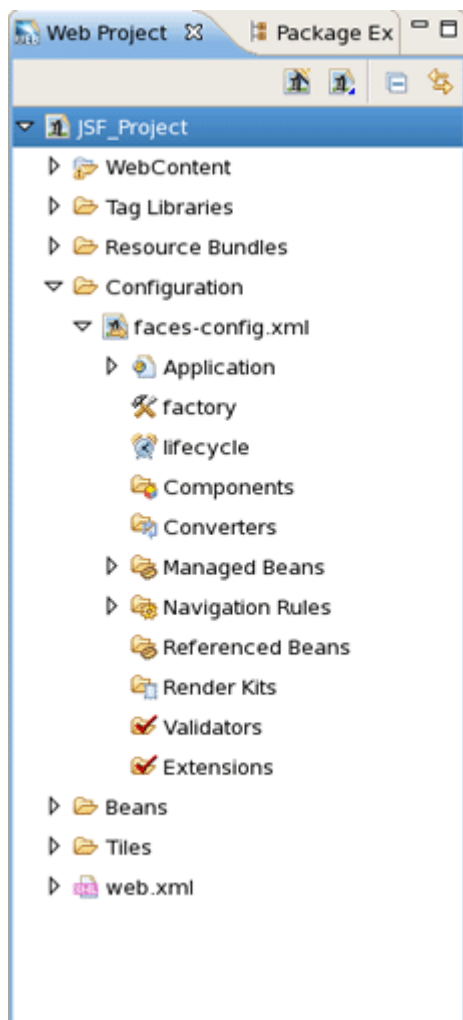 Web Project Package Ex
JSF_Project
WebContent
Tag Libraries
Resource Bundles
Configuration
faces-config.xml
Application
factory
lifecycle
Components
Converters
Managed Beans
Navigation Rules
Referenced Beans
Render Kits
Validators
Extensions
Beans
Tiles
web.xml